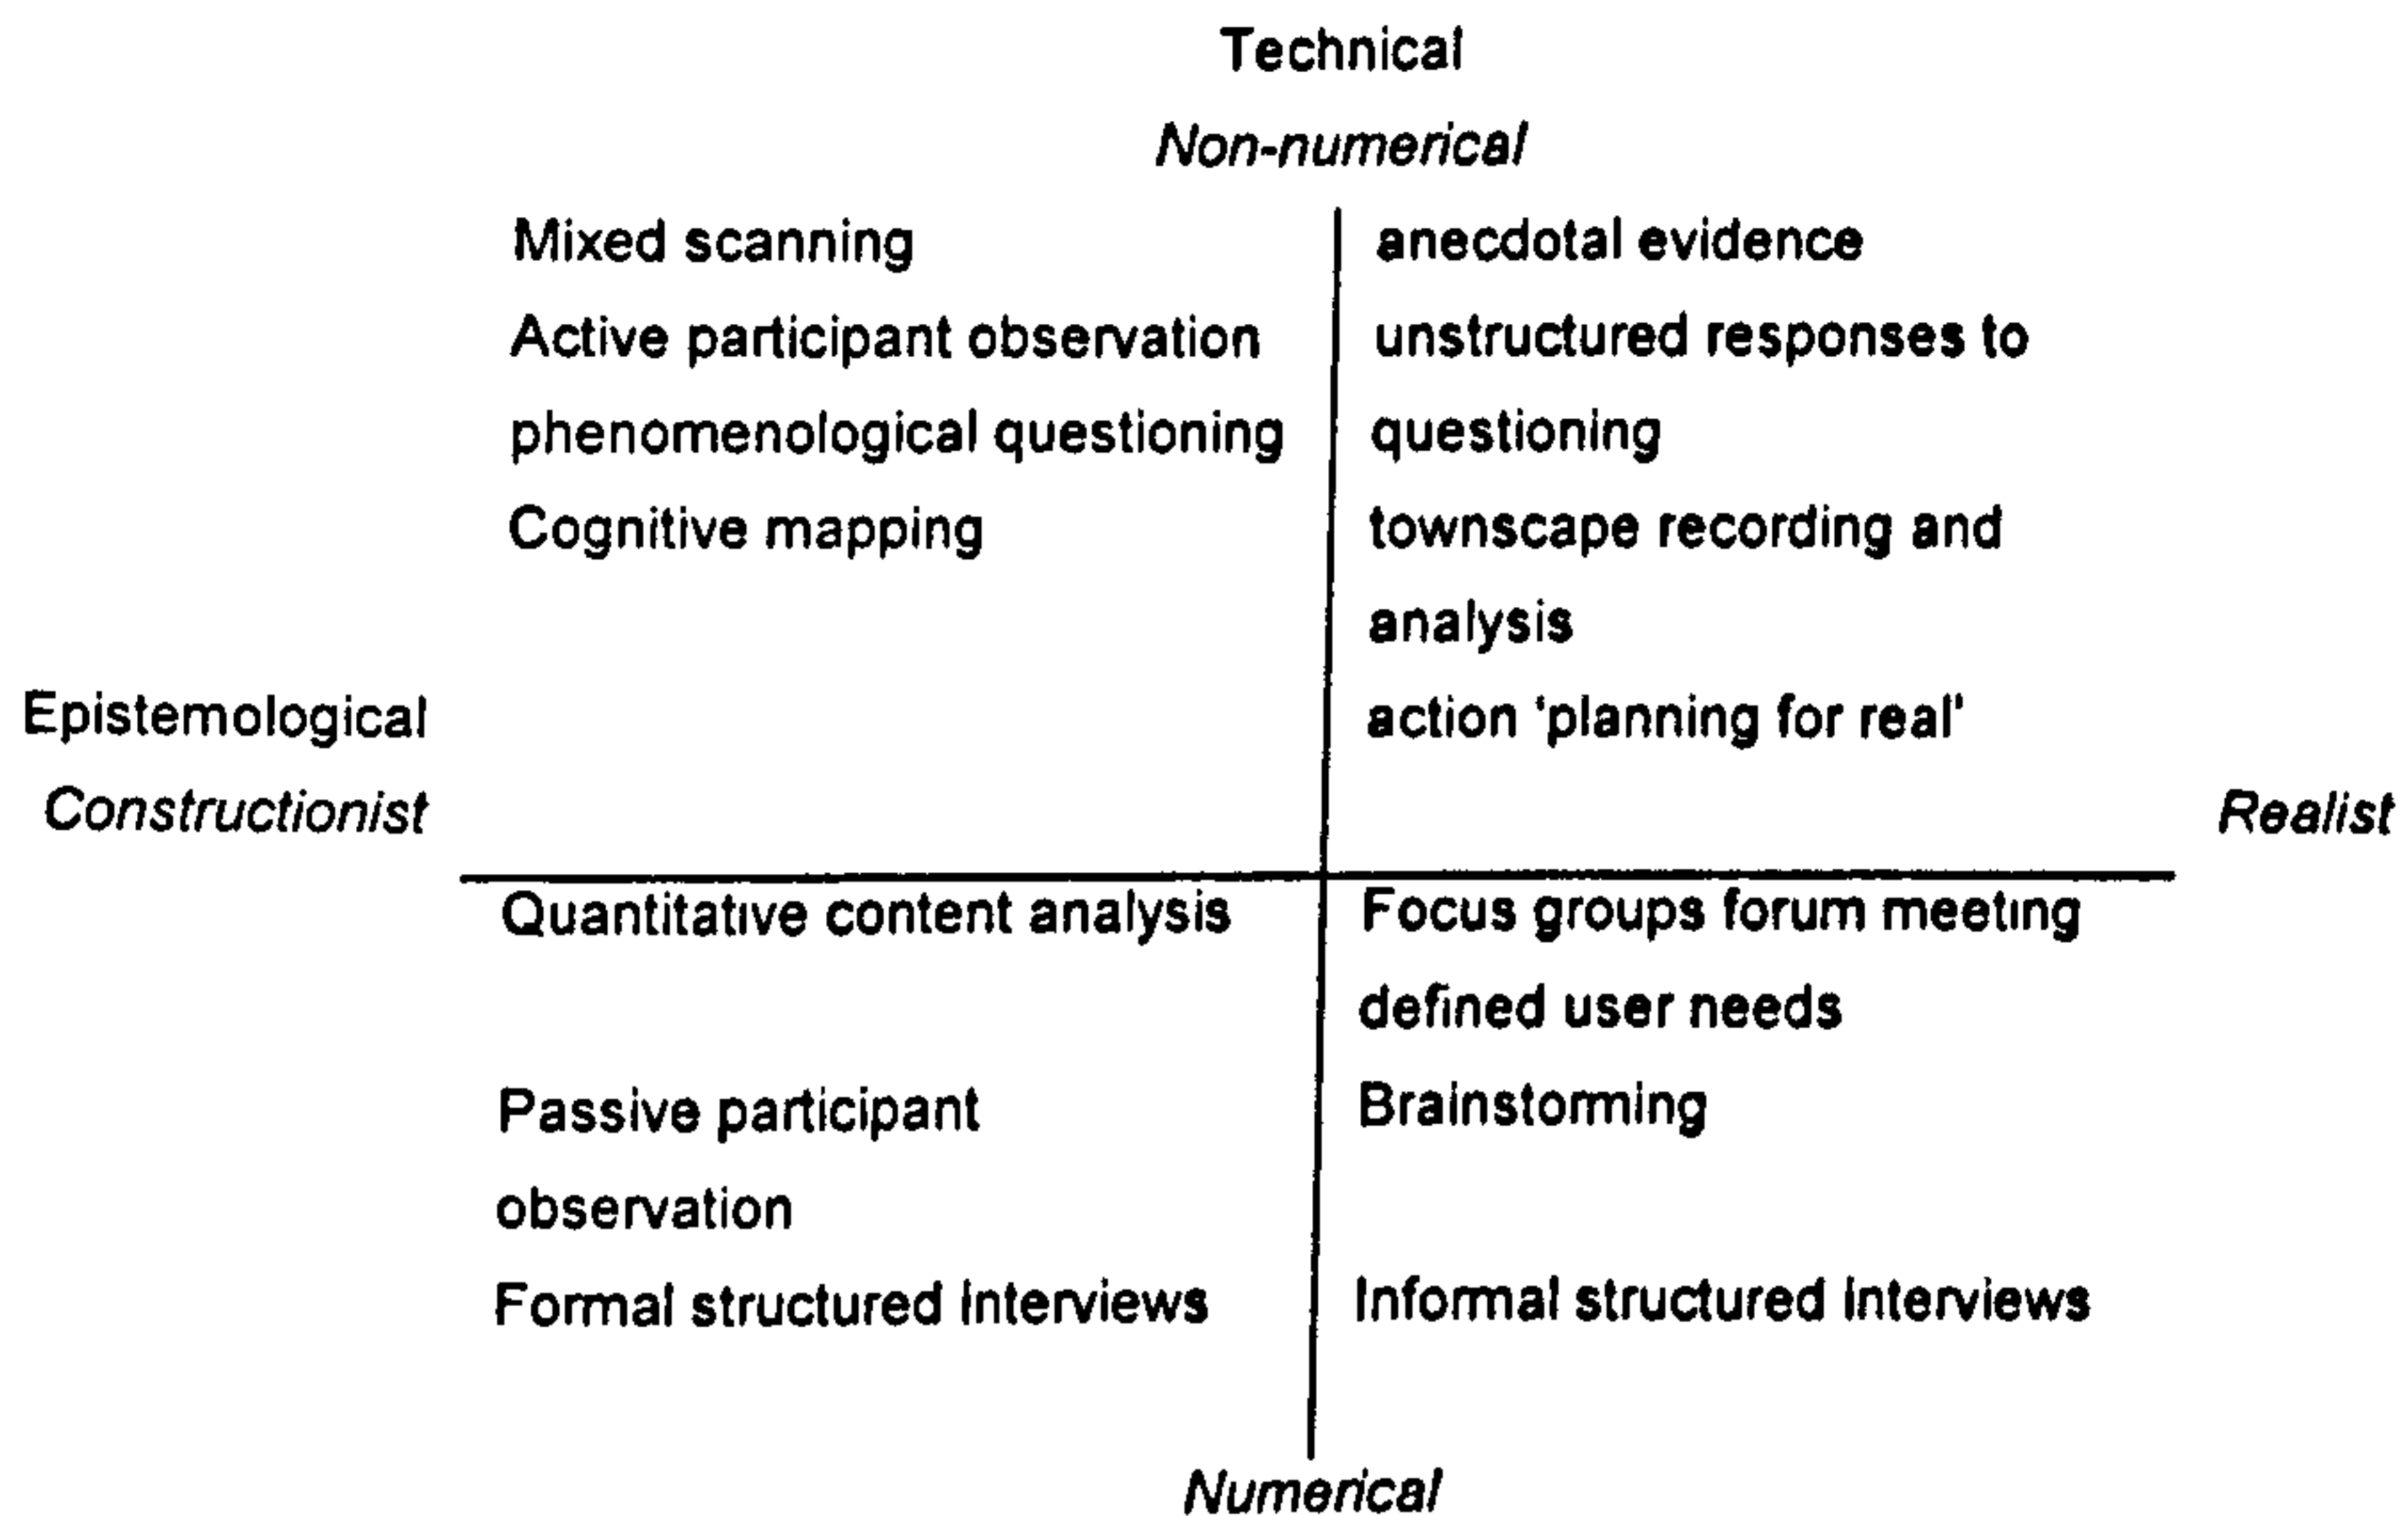 Technical
Non-numerical
Mixed scanning
Active participant observation
phenomenological questioning
Cognitive mapping
anecdotal evidence
unstructured responses to
questioning
townscape recording and
analysis
action 'planning for real'
Epistemological
Constructionist
Realist
Quantitative content analysis
Passive participant
observation
Formal structured interviews
Focus groups forum meeting
defined user needs
Brainstorming
Informal structured interviews
Numerical